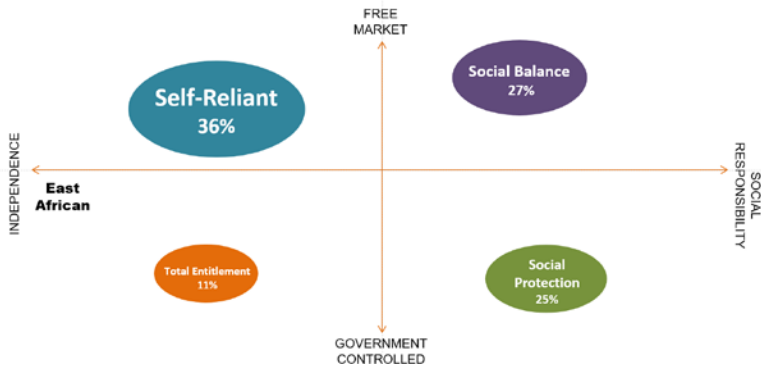 FREE
MARKET
Social Balance
27%
Self-Reliant
36%
INDEPENDENCE
SOCIAL
RESPONSIBILITY
East
African
Total Entitlement
11%
Social
Protection
25%
GOVERNMENT
CONTROLLED